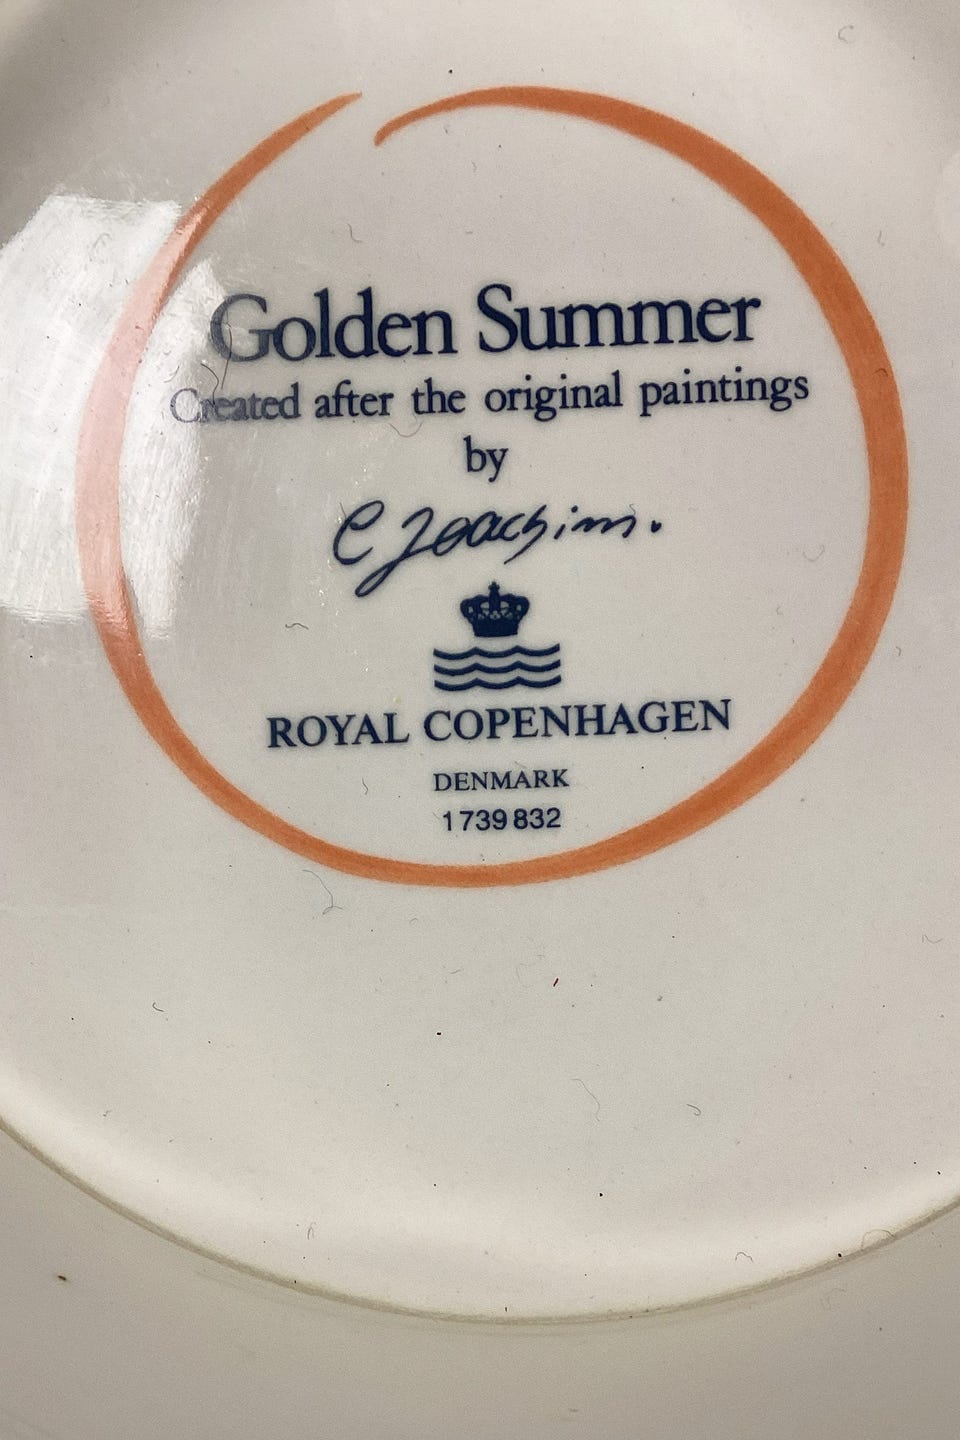 Golden Summer
Created after the original paintings
by
C Joachim.
ROYAL COPENHAGEN
DENMARK
1739832